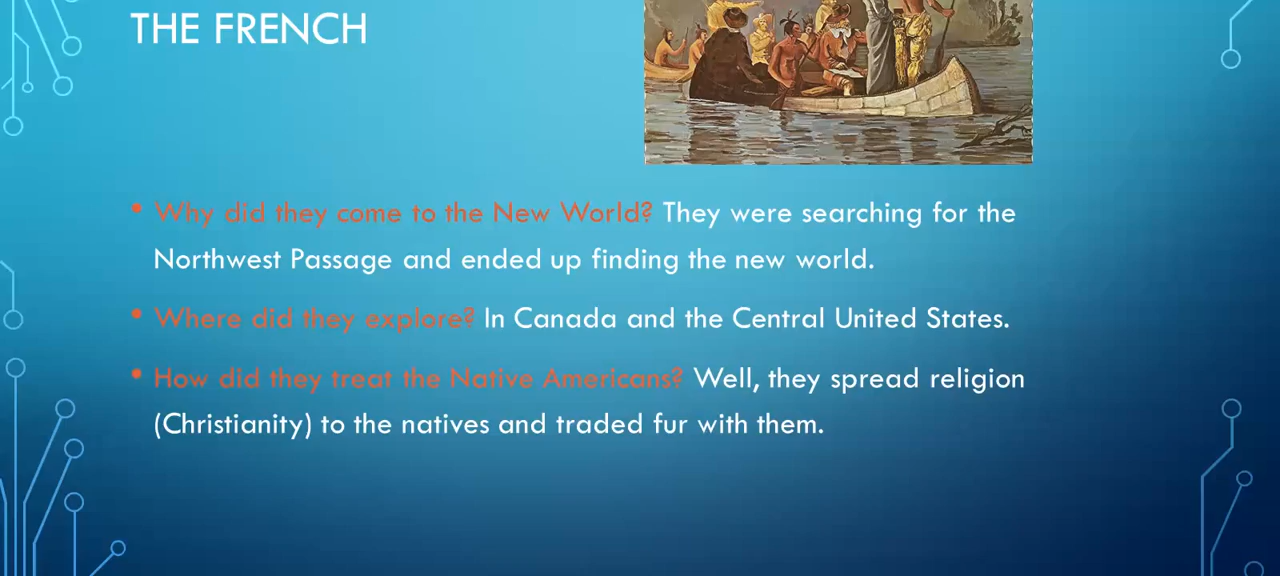 THE FRENCH
• Why did they come to the New World? They were searching for the
Northwest Passage and ended up finding the new world.
• Where did they explore? In Canada and the Central United States.
• How did they treat the Native Americans? Well, they spread religion
(Christianity) to the natives and traded fur with them.